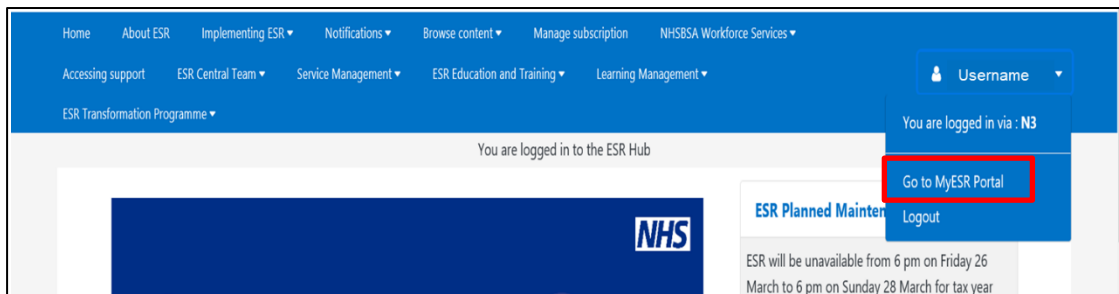 Home About ESR Implementing ESR Notifications Browse content Manage subscription NHSBSA Workforce Services
Accessing support ESR Central Team Service Management ESR Education and Training Learning Management
Username
ESR Transformation Programme
You are logged in via : N3
You are logged in to the ESR Hub
Go to MyESR Portal
Logout
NHS
ESR Planned
ESR will be unavailable from 6 pm on Friday 26
March to 6 pm on Sunday 28 March for tax year